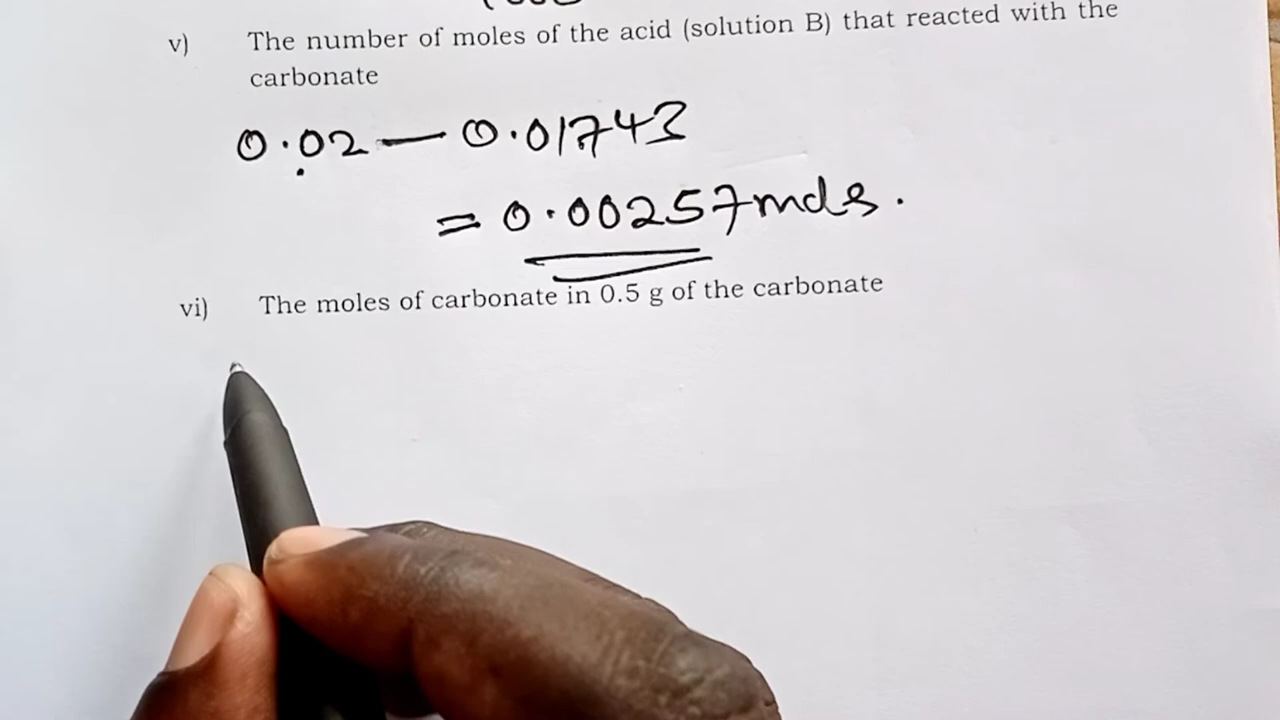 v) The number of moles of the acid (solution B) that reacted with the
carbonate
0.02 — 0.01743
= 0.00257 mols.
vi) The moles of carbonate in 0.5 g of the carbonate